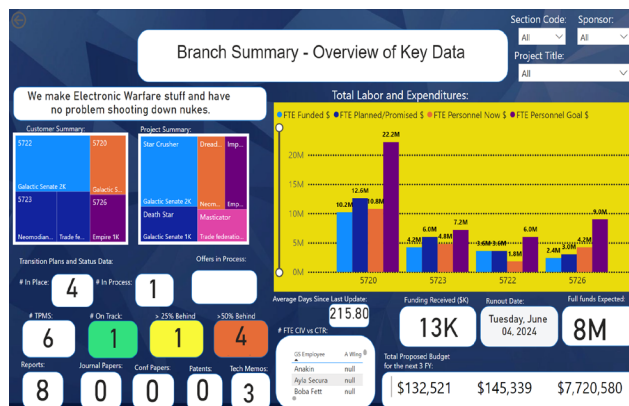 Section Code:
Sponsor:
All
All
Project Title:
All
Branch Summary - Overview of Key Data
We make Electronic Warfare stuff and have
no problem shooting down nukes.
Customer Summary:
5722
5720
Galactic Senate 2K
Galactic S...
5723
5726
Neomodian...
Trade fe...
Empire 1K
Project Summary:
Star Crusher
Dread...
Imp...
Galactic Senate 2K
Neom...
Emp...
Death Star
Masticator
Galactic Senate 1K
Trade federatio...
Total Labor and Expenditures:
FTE Funded $
FTE Planned/Promised $
FTE Personnel Now $
FTE Personnel Goal $
20M
15M
10M
5M
0M
10.2M
12.6M
10.8M
22.2M
4.2M
6.0M
4.8M
7.2M
3.6M
3.6M
1.8M
6.0M
2.4M
3.0M
4.2M
9.0M
5720
5723
5722
5726
Transition Plans and Status Data:
# In Place:
4
# In Process:
1
Offers in Process:
# TPMS:
6
# On Track:
1
> 25% Behind
1
>50% Behind
4
Reports:
8
Journal Papers:
0
Conf Papers:
0
Patents:
0
Tech Memos:
3
Average Days Since Last Update:
215.80
# FTE CIV vs CTR:
GS Employee
A Wing
Anakin
null
Ayla Secura
null
Boba Fett
null
Funding Received ($K)
13K
Runout Date:
Tuesday, June
04, 2024
Full funds Expected:
8M
Total Proposed Budget
for the next 3 FY:
$132,521
$145,339
$7,720,580